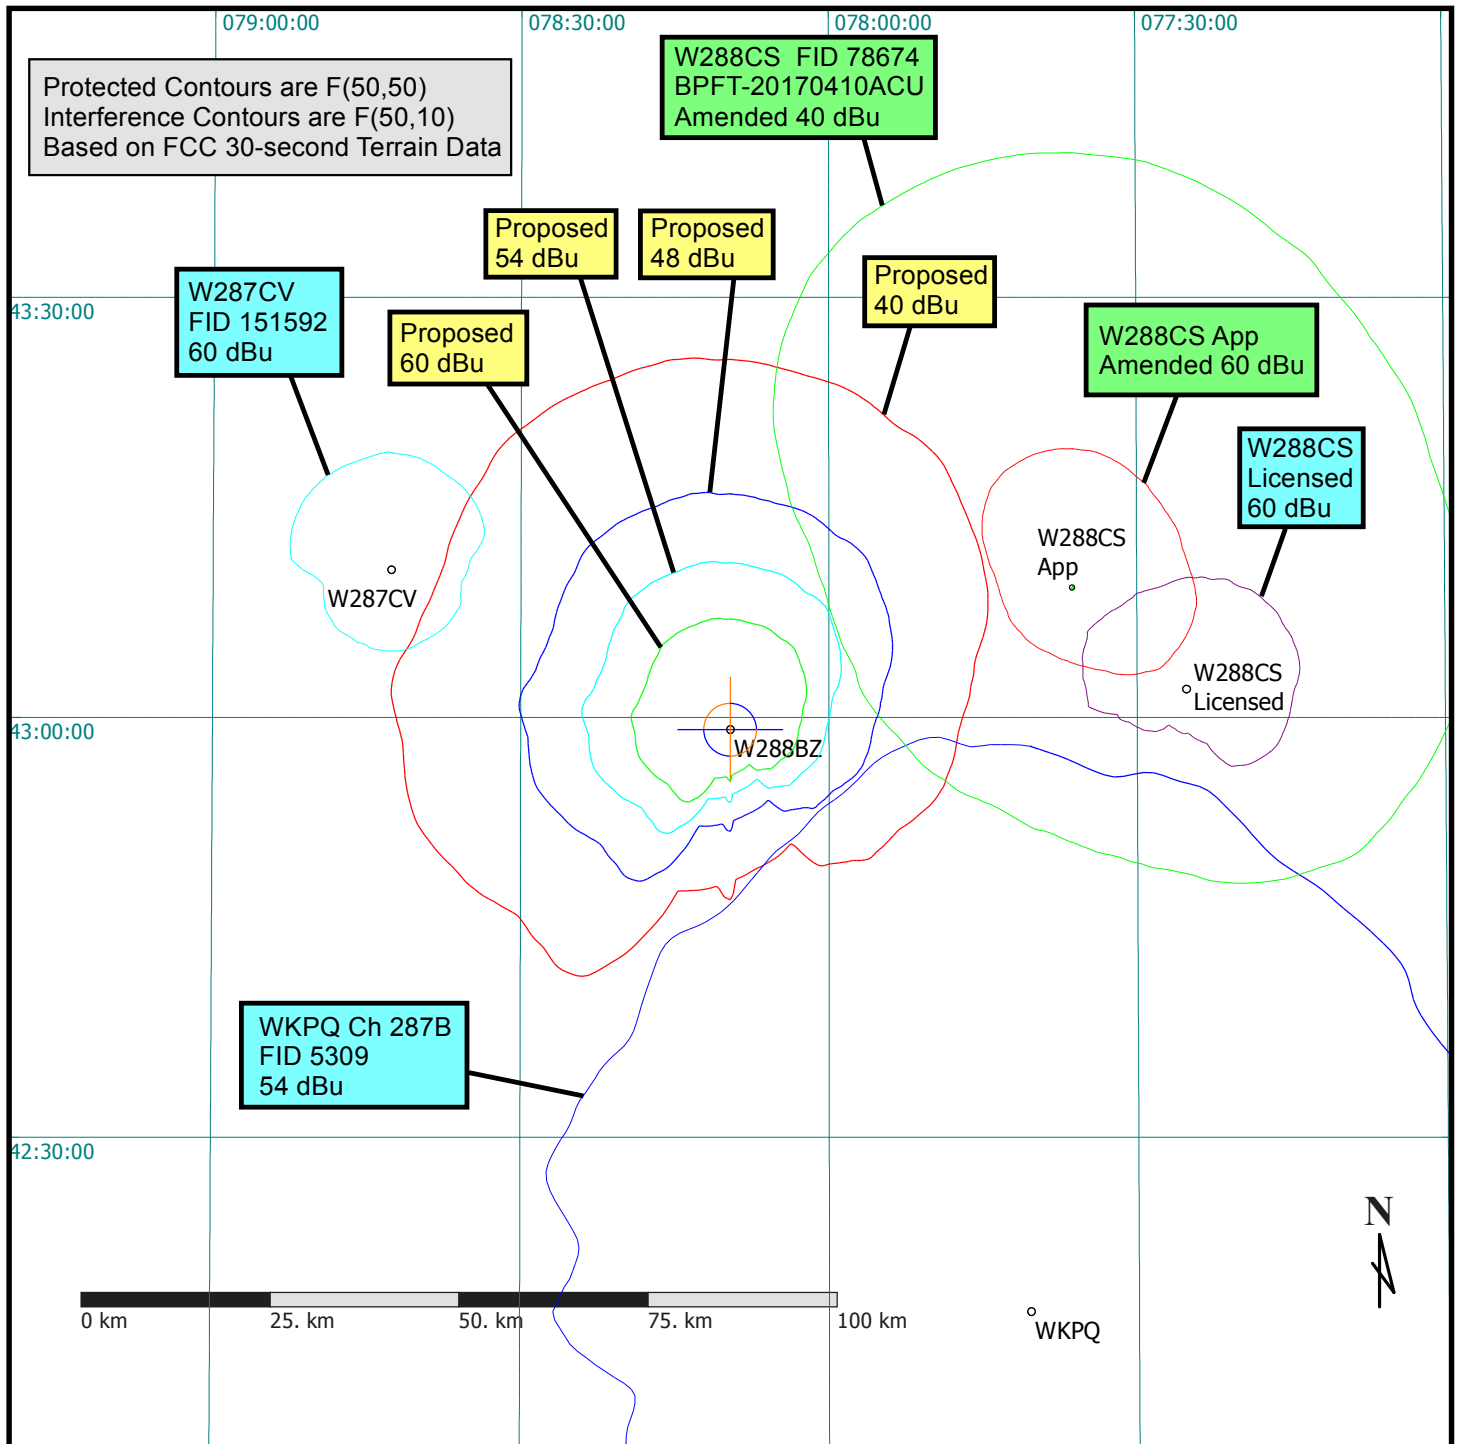 079:00:00
078:30:00
078:00:00
077:30:00
Protected Contours are F(50,50)
Interference Contours are F(50,10)
Based on FCC 30-second Terrain Data
W288CS  FID 78674
BPFT-20170410ACU
Amended 40 dBu
Proposed
54 dBu
Proposed
48 dBu
Proposed
40 dBu
W287CV
FID 151592
60 dBu
Proposed
60 dBu
43:30:00
W288CS App
Amended 60 dBu
W288CS
Licensed
60 dBu
W288CS
App
W287CV
W288CS
Licensed
43:00:00
W288BZ
WKPQ Ch 287B
FID 5309
54 dBu
42:30:00
N
0 km
25. km
50. km
75. km
100 km
WKPQ